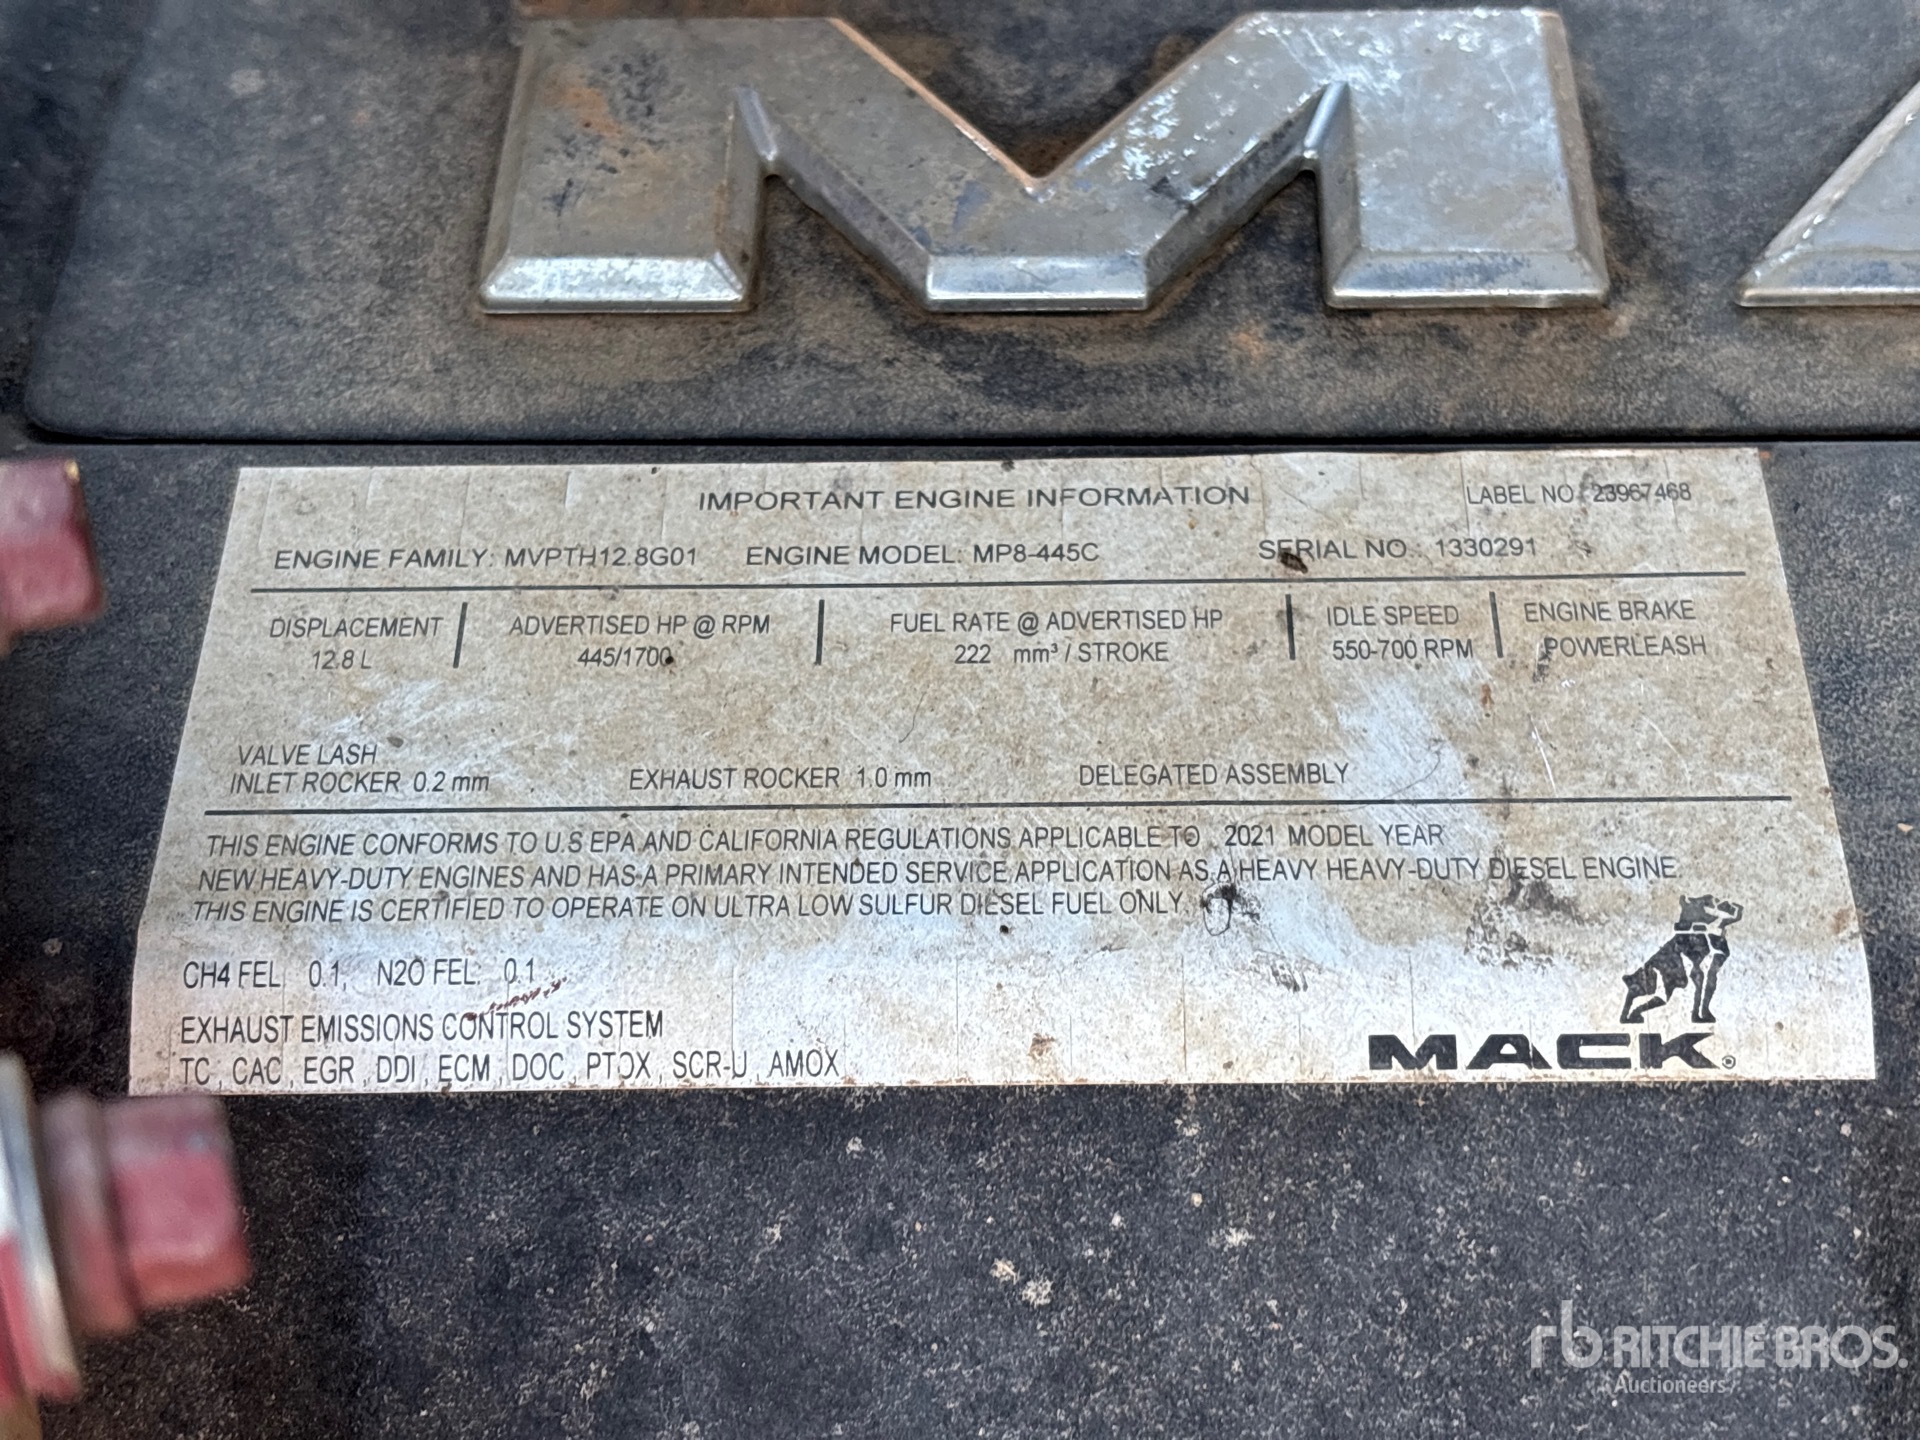 MA
IMPORTANT ENGINE INFORMATION LABEL NO. 23967468
ENGINE FAMILY: MVPTH12.8G01 ENGINE MODEL: MP8-445C SERIAL NO.: 1330291
DISPLACEMENT ADVERTISED HP @ RPM FUEL RATE @ ADVERTISED HP IDLE SPEED ENGINE BRAKE
12.8 L 445/1700 222 mm³ / STROKE 550-700 RPM POWERLEASH
VALVE LASH
INLET ROCKER 0.2 mm EXHAUST ROCKER 1.0 mm DELEGATED ASSEMBLY
THIS ENGINE CONFORMS TO U.S EPA AND CALIFORNIA REGULATIONS APPLICABLE TO 2021 MODEL YEAR
NEW HEAVY-DUTY ENGINES AND HAS A PRIMARY INTENDED SERVICE APPLICATION AS A HEAVY HEAVY-DUTY DIESEL ENGINE.
THIS ENGINE IS CERTIFIED TO OPERATE ON ULTRA LOW SULFUR DIESEL FUEL ONLY.
CH4 FEL: 0.1, N2O FEL: 0.1
EXHAUST EMISSIONS CONTROL SYSTEM
TC, CAC, EGR, DDI, ECM, DOC, PTOX, SCR-U, AMOX
MACK®
rb RITCHIE BROS.
Auctioneers